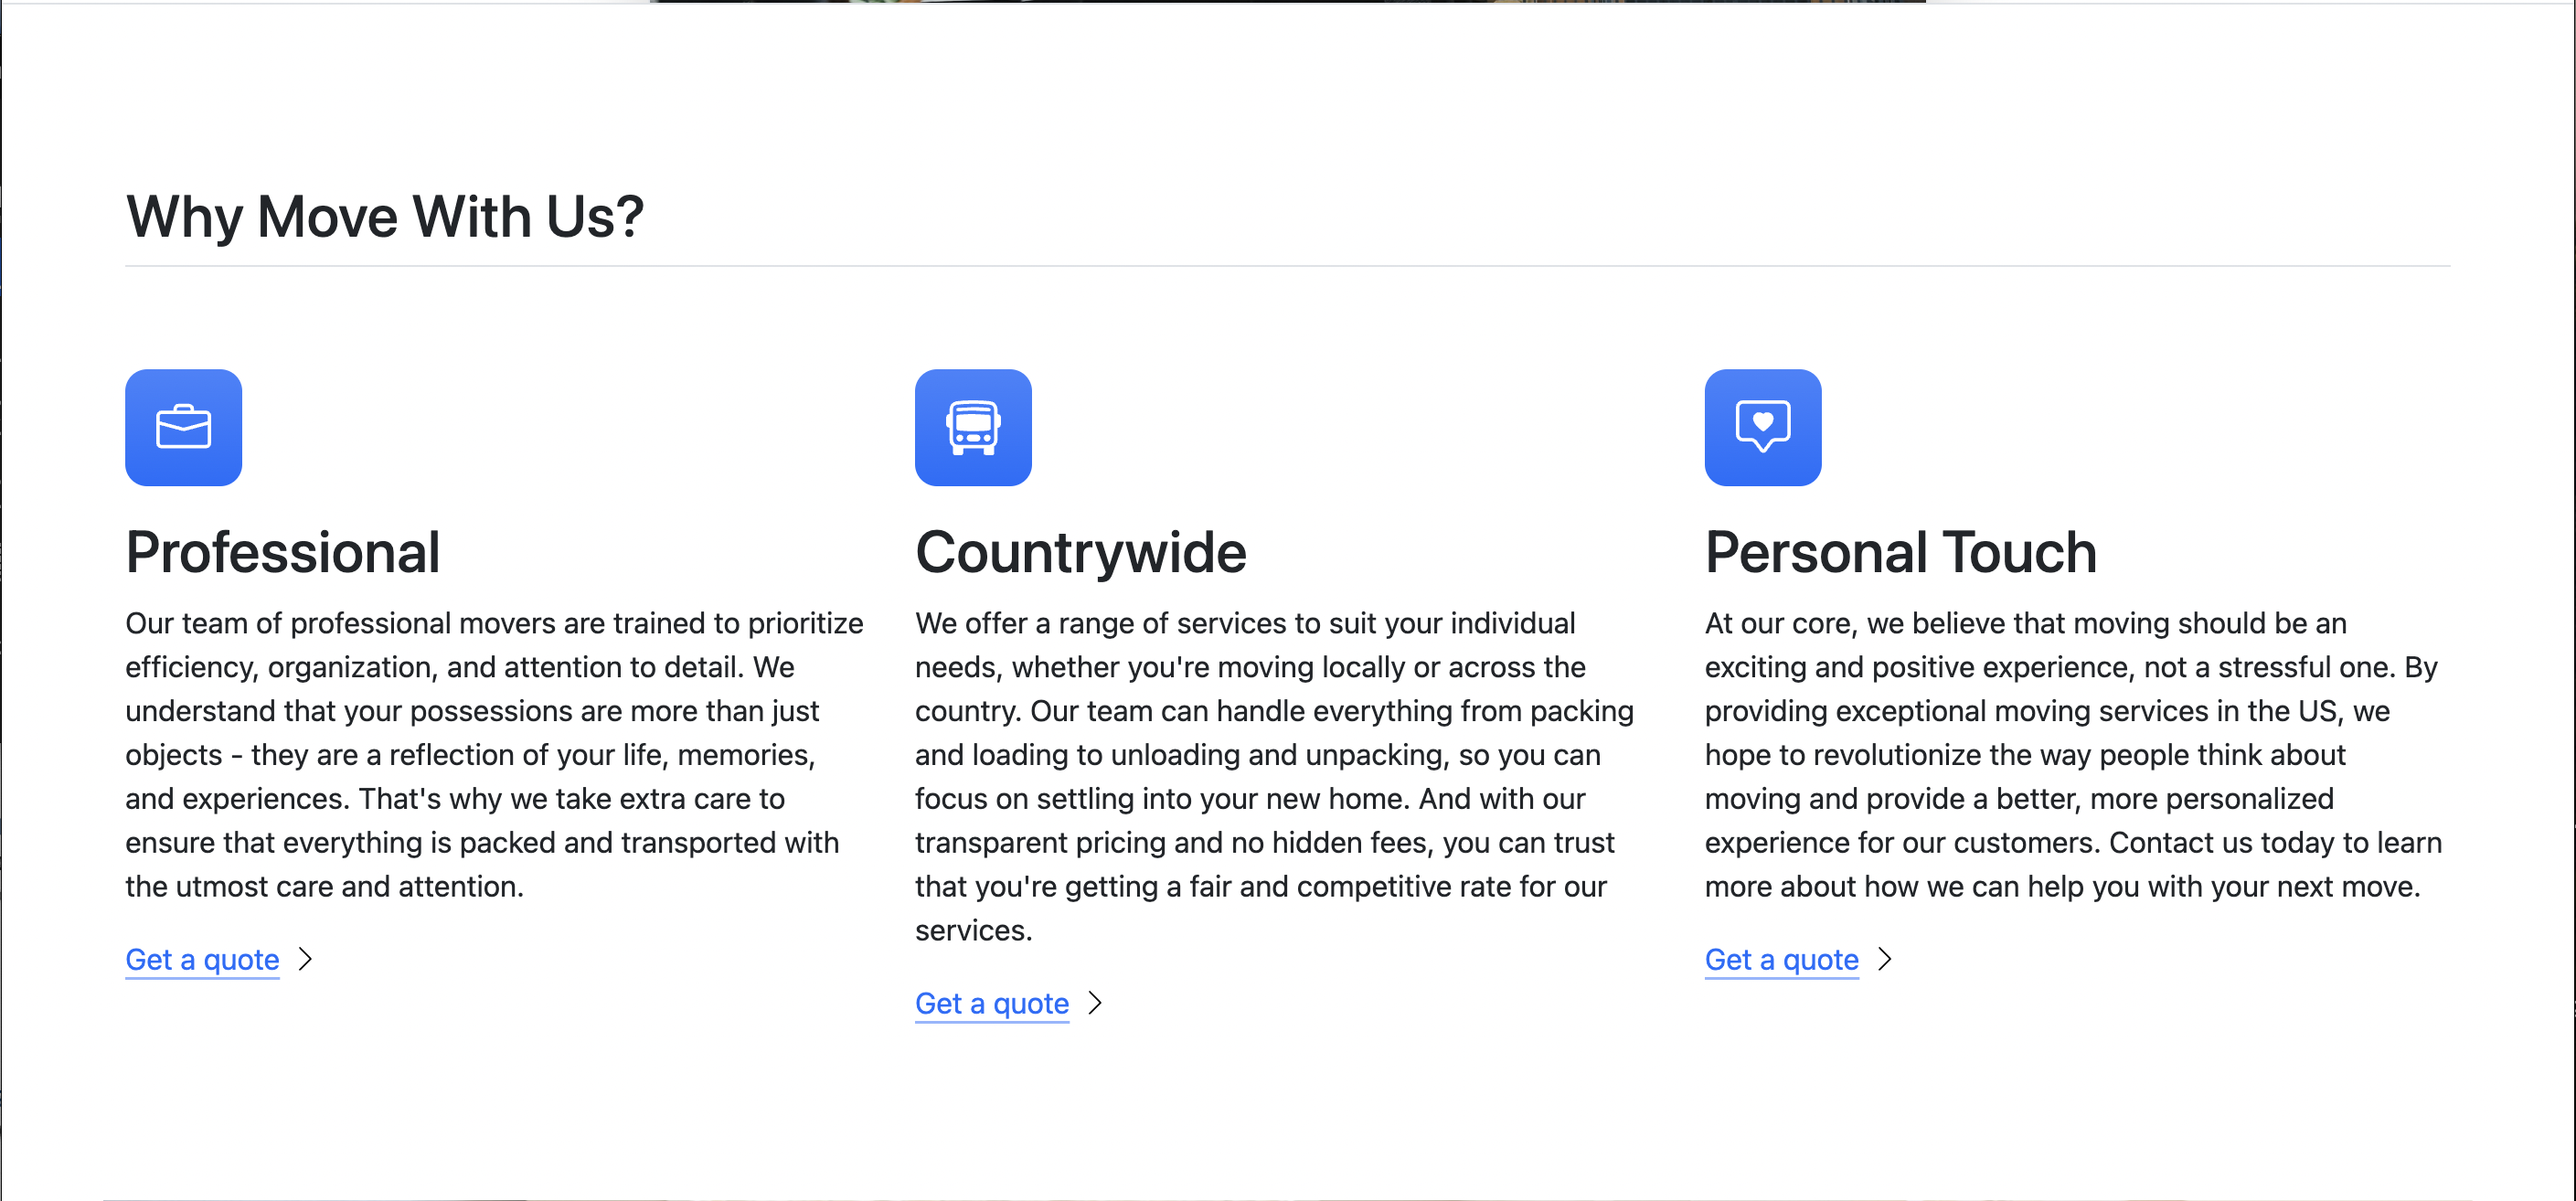 Why Move With Us?
Professional
Our team of professional movers are trained to prioritize
efficiency, organization, and attention to detail. We
understand that your possessions are more than just
objects - they are a reflection of your life, memories,
and experiences. That's why we take extra care to
ensure that everything is packed and transported with
the utmost care and attention.
Get a quote
Countrywide
We offer a range of services to suit your individual
needs, whether you're moving locally or across the
country. Our team can handle everything from packing
and loading to unloading and unpacking, so you can
focus on settling into your new home. And with our
transparent pricing and no hidden fees, you can trust
that you're getting a fair and competitive rate for our
services.
Get a quote
Personal Touch
At our core, we believe that moving should be an
exciting and positive experience, not a stressful one. By
providing exceptional moving services in the US, we
hope to revolutionize the way people think about
moving and provide a better, more personalized
experience for our customers. Contact us today to learn
more about how we can help you with your next move.
Get a quote